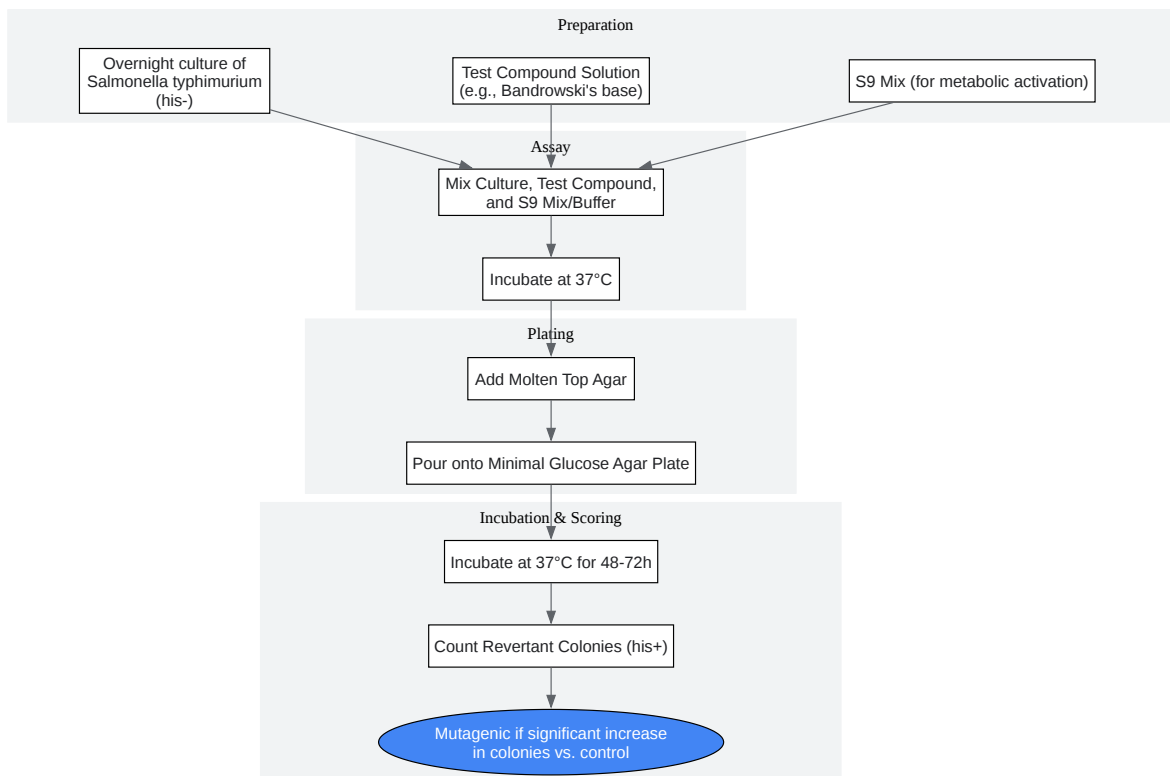 Preparation
Overnight culture of
Salmonella typhimurium
(his-)
Test Compound Solution
(e.g., Bandrowski's base)
S9 Mix (for metabolic activation)
Assay
Mix Culture, Test Compound,
and S9 Mix/Buffer
Incubate at 37°C
Plating
Add Molten Top Agar
Pour onto Minimal Glucose Agar Plate
Incubation & Scoring
Incubate at 37°C for 48-72h
Count Revertant Colonies (his+)
Mutagenic if significant increase
in colonies vs. control